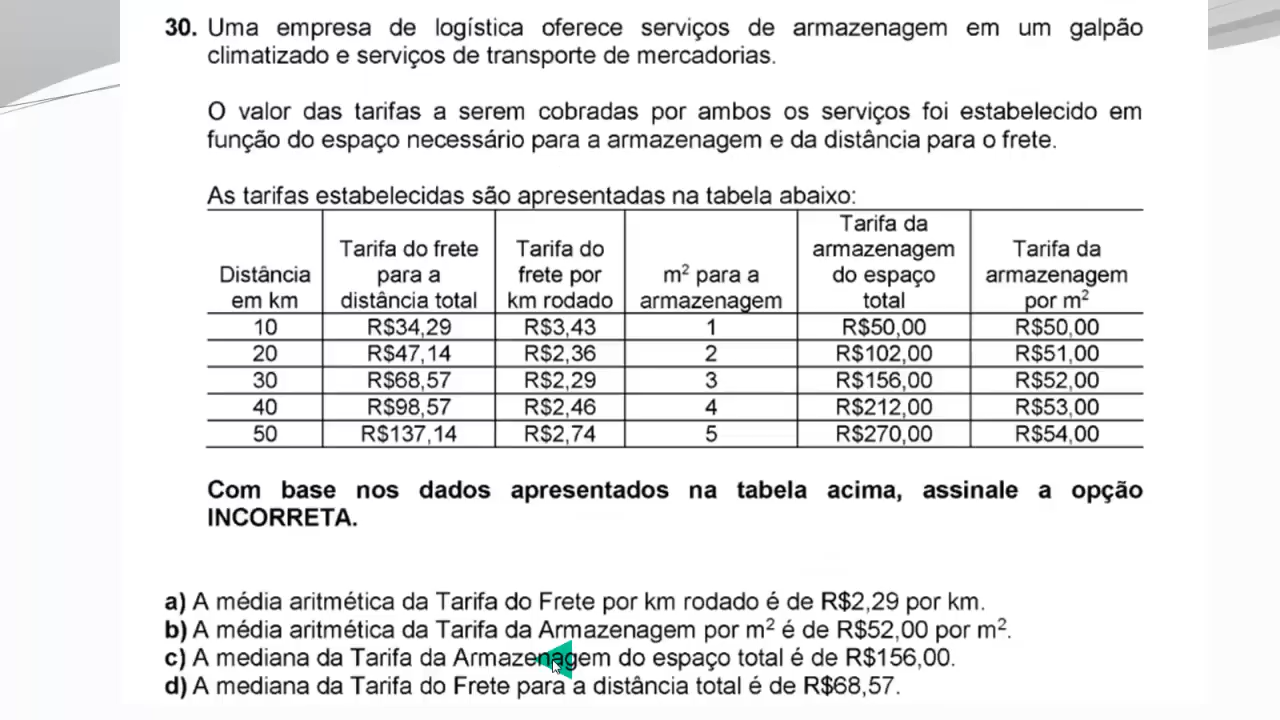 30. Uma empresa de logística oferece serviços de armazenagem em um galpão
climatizado e serviços de transporte de mercadorias.
O valor das tarifas a serem cobradas por ambos os serviços foi estabelecido em
função do espaço necessário para a armazenagem e da distância para o frete.
As tarifas estabelecidas são apresentadas na tabela abaixo:
Distância em km | Tarifa do frete para a distância total | Tarifa do frete por km rodado | m² para a armazenagem | Tarifa da armazenagem do espaço total | Tarifa da armazenagem por m²
10 | R$34,29 | R$3,43 | 1 | R$50,00 | R$50,00
20 | R$47,14 | R$2,36 | 2 | R$102,00 | R$51,00
30 | R$68,57 | R$2,29 | 3 | R$156,00 | R$52,00
40 | R$98,57 | R$2,46 | 4 | R$212,00 | R$53,00
50 | R$137,14 | R$2,74 | 5 | R$270,00 | R$54,00
Com base nos dados apresentados na tabela acima, assinale a opção
INCORRETA.
a) A média aritmética da Tarifa do Frete por km rodado é de R$2,29 por km.
b) A média aritmética da Tarifa da Armazenagem por m² é de R$52,00 por m².
c) A mediana da Tarifa da Armazenagem do espaço total é de R$156,00.
d) A mediana da Tarifa do Frete para a distância total é de R$68,57.